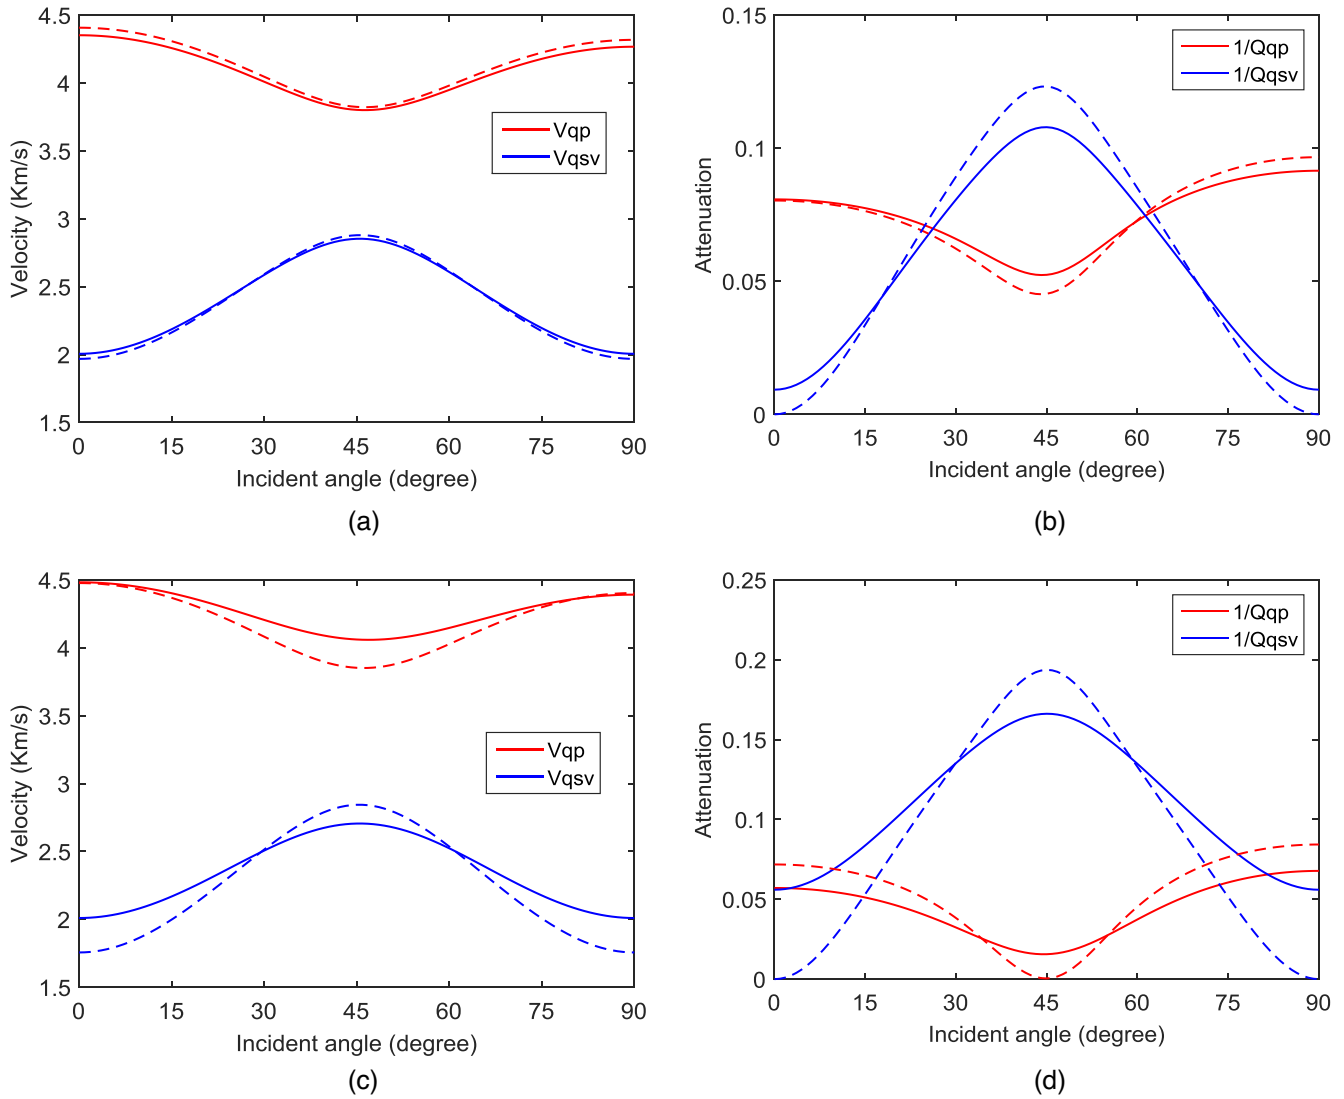 4.5
4
3.5
3
2.5
2
1.5
Velocity (Km/s)
Vqp
Vqsv
0 15 30 45 60 75 90
Incident angle (degree)
(a)
0.15
0.1
0.05
0
Attenuation
1/Qqp
1/Qqsv
0 15 30 45 60 75 90
Incident angle (degree)
(b)
4.5
4
3.5
3
2.5
2
1.5
Velocity (Km/s)
Vqp
Vqsv
0 15 30 45 60 75 90
Incident angle (degree)
(c)
0.25
0.2
0.15
0.1
0.05
0
Attenuation
1/Qqp
1/Qqsv
0 15 30 45 60 75 90
Incident angle (degree)
(d)